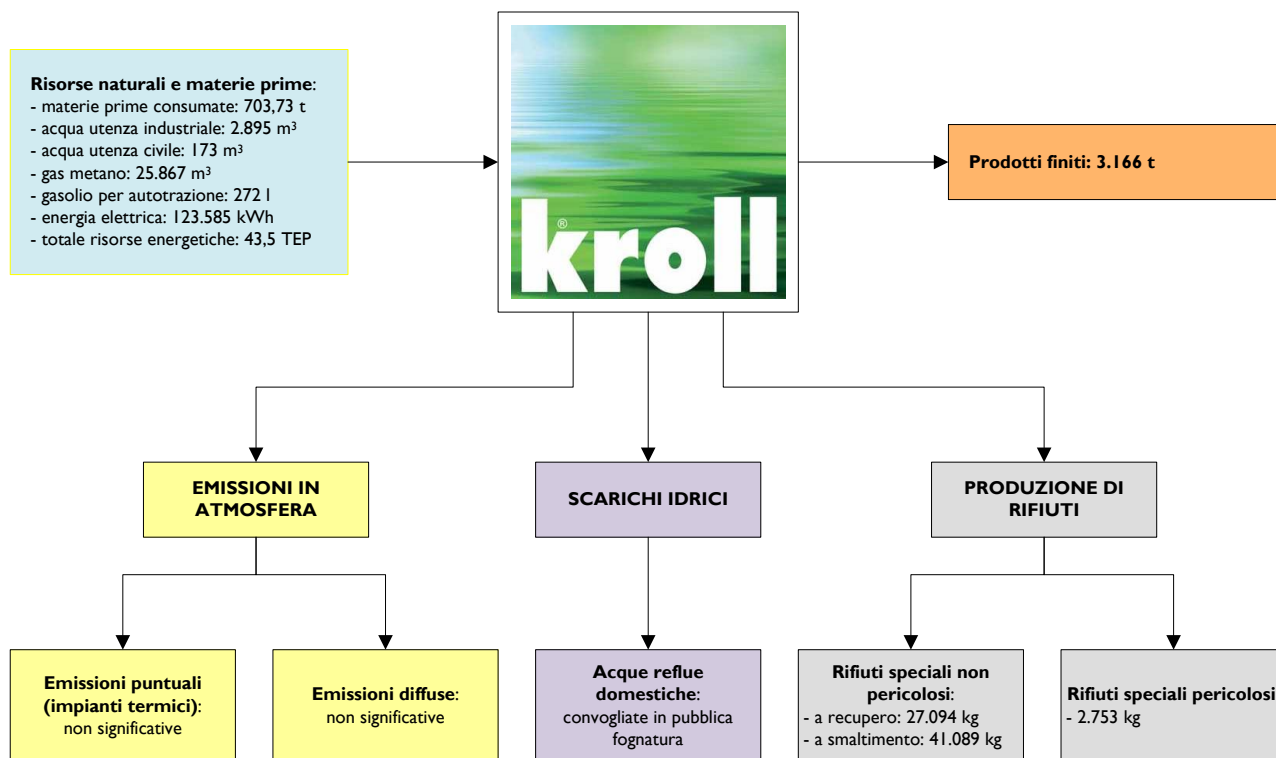 Risorse naturali e materie prime:
- materie prime consumate: 703,73 t
- acqua utenza industriale: 2.895 m³
- acqua utenza civile: 173 m³
- gas metano: 25.867 m³
- gasolio per autotrazione: 272 l
- energia elettrica: 123.585 kWh
- totale risorse energetiche: 43,5 TEP
kroll®
Prodotti finiti: 3.166 t
EMISSIONI IN
ATMOSFERA
SCARICHI IDRICI
PRODUZIONE DI
RIFIUTI
Emissioni puntuali
(impianti termici):
non significative
Emissioni diffuse:
non significative
Acque reflue
domestiche:
convogliate in pubblica
fognatura
Rifiuti speciali non
pericolosi:
- a recupero: 27.094 kg
- a smaltimento: 41.089 kg
Rifiuti speciali pericolosi
- 2.753 kg